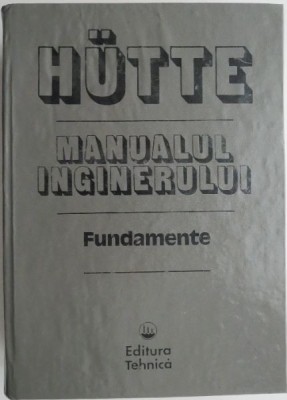 HÜTTE
MANUALUL
INGINERULUI
Fundamente
Editura
Tehnică